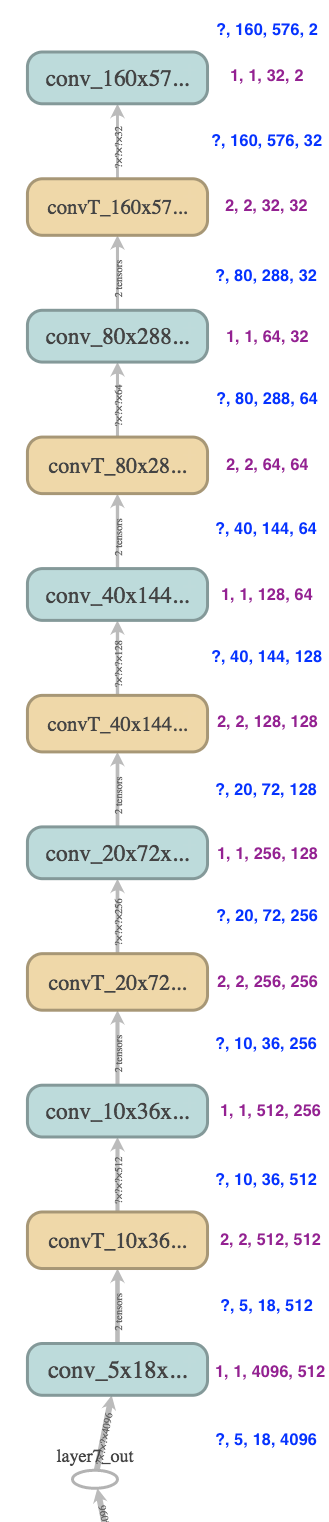 ?, 160, 576, 2
conv_160x57...
1, 1, 32, 2
?x?x?x32
?, 160, 576, 32
convT_160x57...
2, 2, 32, 32
2 tensors
?, 80, 288, 32
conv_80x288...
1, 1, 64, 32
?x?x?x64
?, 80, 288, 64
convT_80x28...
2, 2, 64, 64
2 tensors
?, 40, 144, 64
conv_40x144...
1, 1, 128, 64
?x?x?x128
?, 40, 144, 128
convT_40x144...
2, 2, 128, 128
2 tensors
?, 20, 72, 128
conv_20x72x...
1, 1, 256, 128
?x?x?x256
?, 20, 72, 256
convT_20x72...
2, 2, 256, 256
2 tensors
?, 10, 36, 256
conv_10x36x...
1, 1, 512, 256
?x?x?x512
?, 10, 36, 512
convT_10x36...
2, 2, 512, 512
2 tensors
?, 5, 18, 512
conv_5x18x...
1, 1, 4096, 512
?x?x?x4096
?, 5, 18, 4096
layer7_out
096